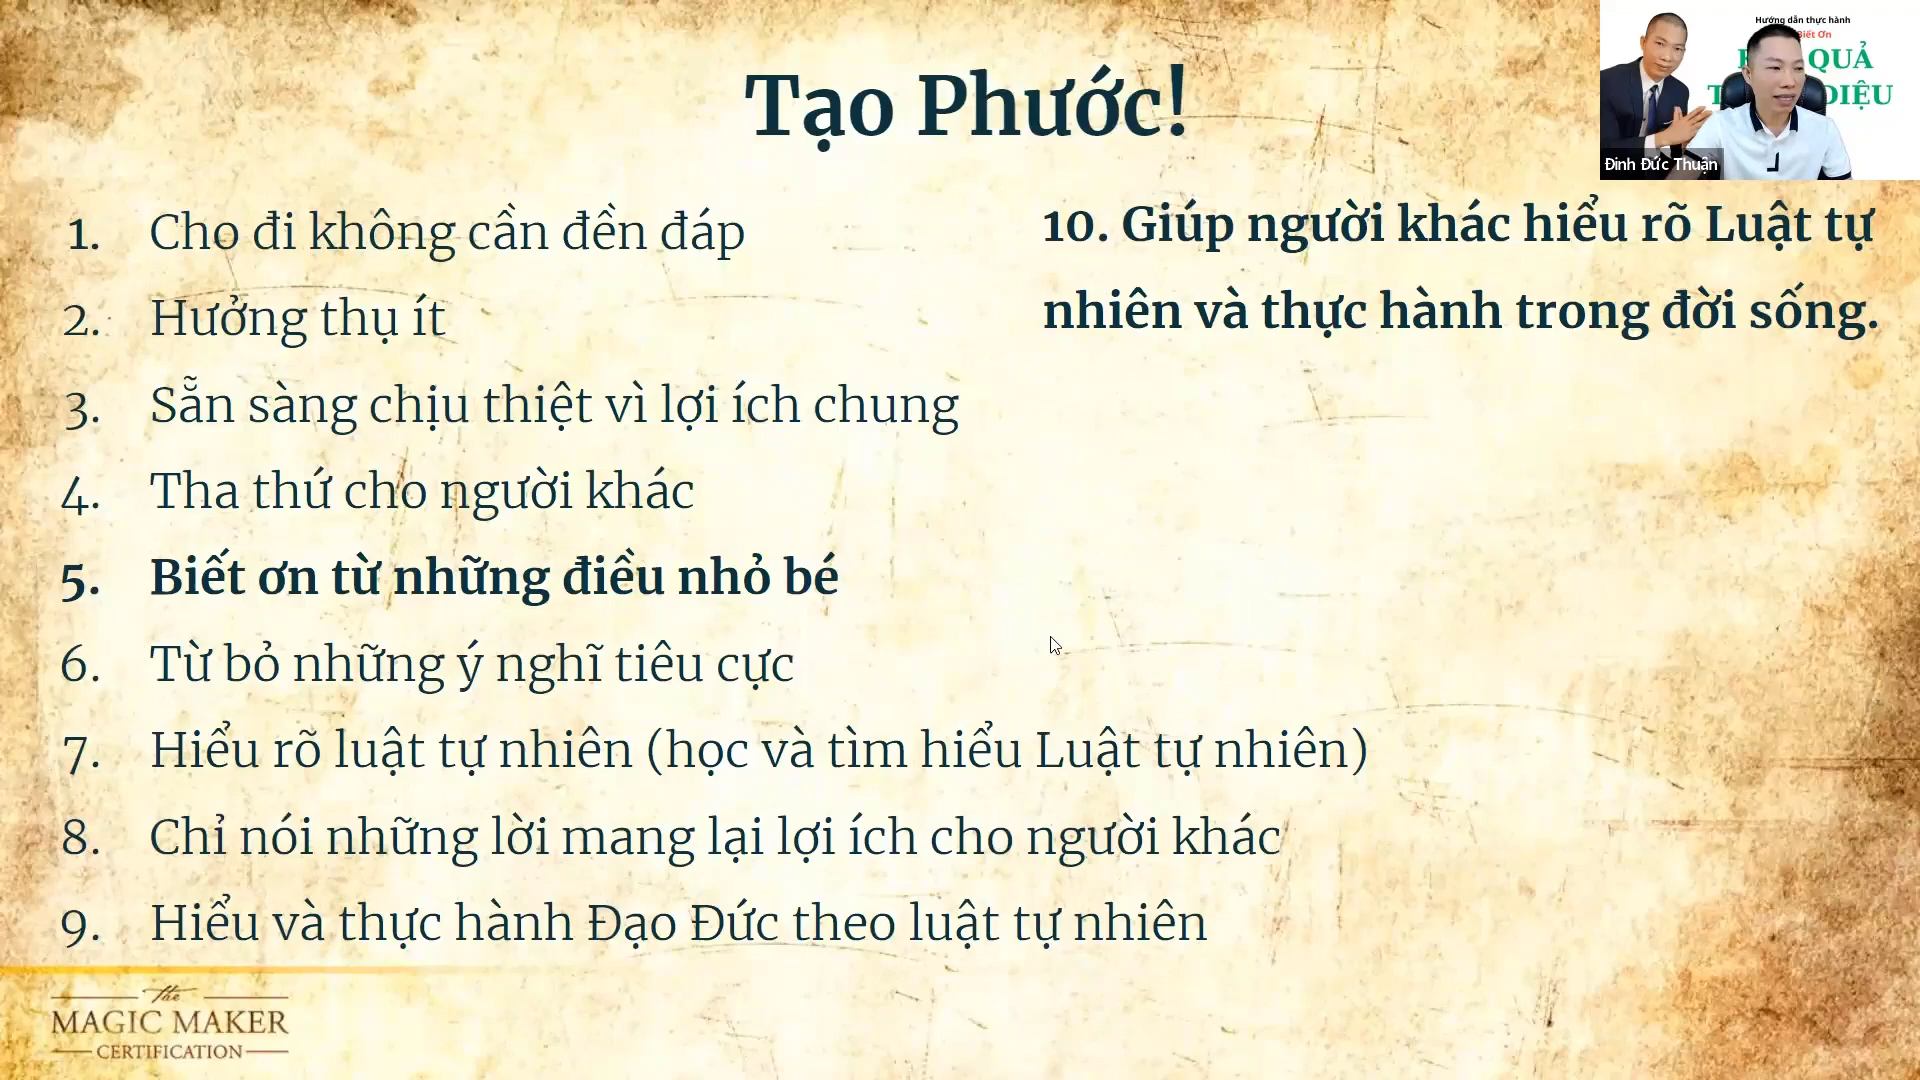 Tạo Phước!
1. Cho đi không cần đền đáp
2. Hưởng thụ ít
3. Sẵn sàng chịu thiệt vì lợi ích chung
4. Tha thứ cho người khác
5. Biết ơn từ những điều nhỏ bé
6. Từ bỏ những ý nghĩ tiêu cực
7. Hiểu rõ luật tự nhiên (học và tìm hiểu Luật tự nhiên)
8. Chỉ nói những lời mang lại lợi ích cho người khác
9. Hiểu và thực hành Đạo Đức theo luật tự nhiên
10. Giúp người khác hiểu rõ Luật tự
nhiên và thực hành trong đời sống.
Hướng dẫn thực hành
Biết Ơn
QUẢ
DIỆU
Đinh Đức Thuận
The
MAGIC MAKER
CERTIFICATION